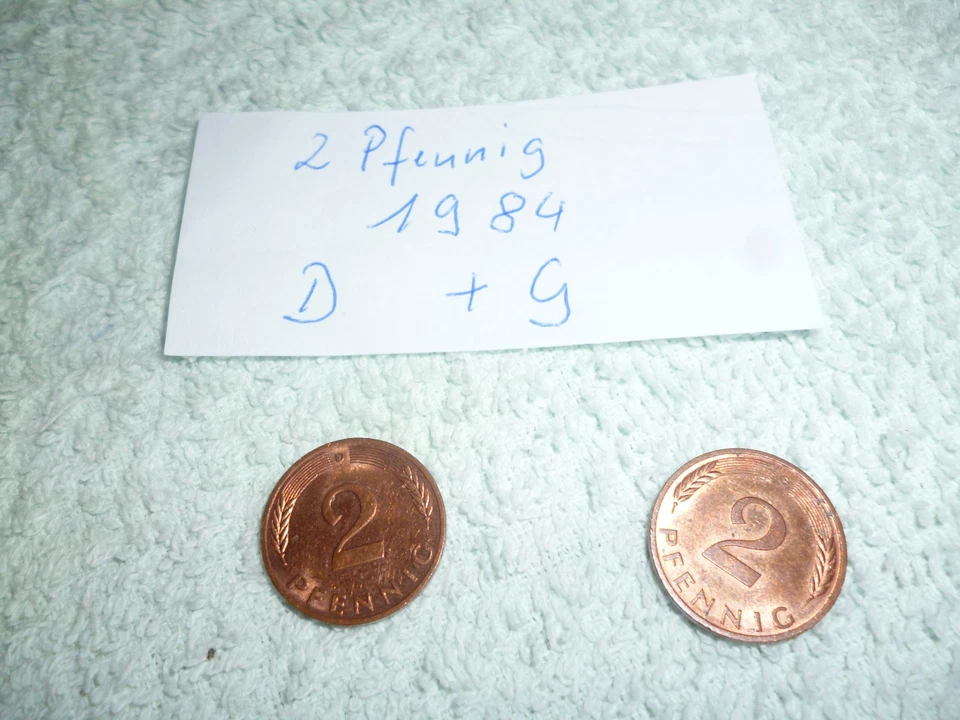 2 Pfennig
1984
D + G
D
2
PFENNIG
2
PFENNIG